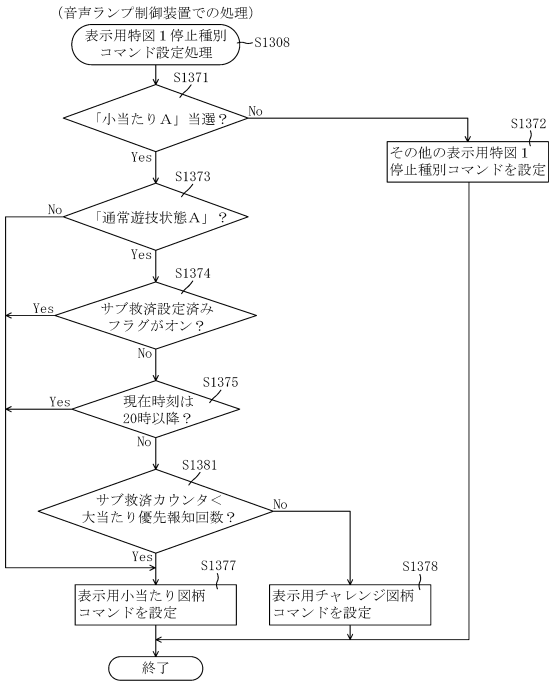 (音声ランプ制御装置での処理)
表示用特図１停止種別
コマンド設定処理
S1308
S1371
「小当たりＡ」当選？
No
Yes
S1372
その他の表示用特図１
停止種別コマンドを設定
S1373
「通常遊技状態Ａ」？
No
Yes
S1374
サブ救済設定済み
フラグがオン？
Yes
No
S1375
現在時刻は
20時以降？
Yes
No
S1381
サブ救済カウンタ＜
大当たり優先報知回数？
No
Yes
S1377
表示用小当たり図柄
コマンドを設定
S1378
表示用チャレンジ図柄
コマンドを設定
終了